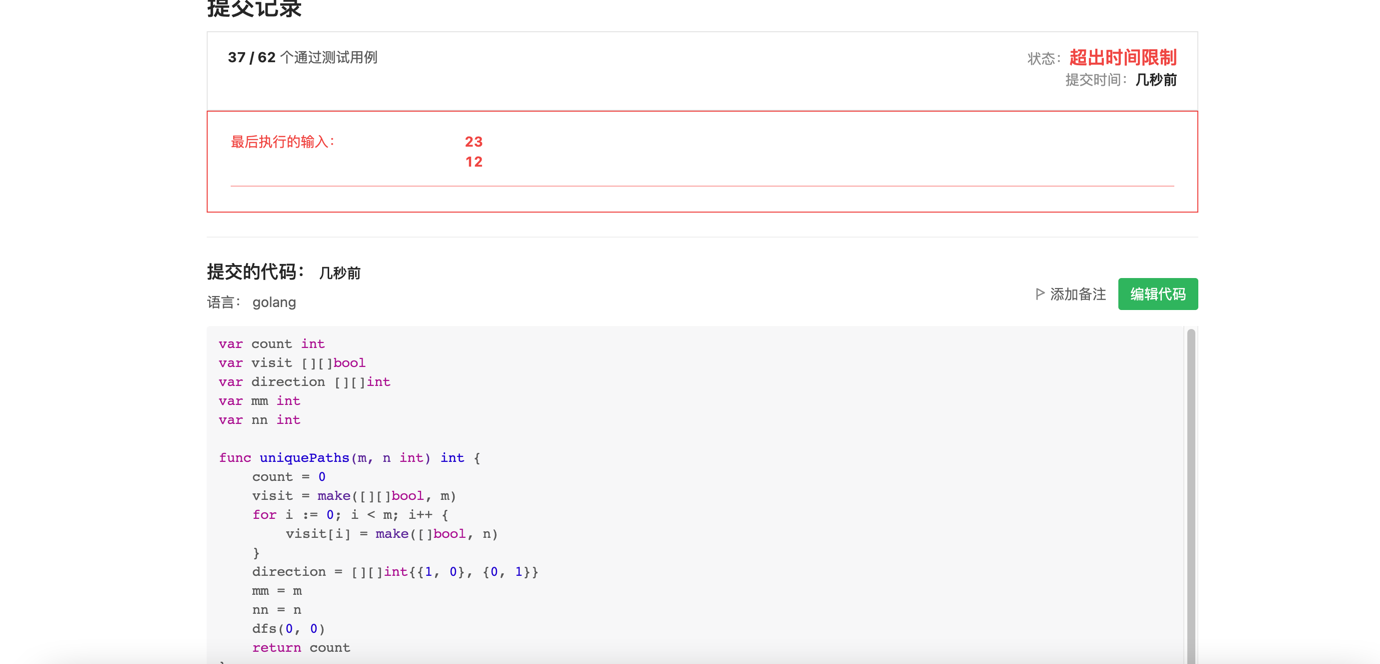 提交记录
37 / 62 个通过测试用例
状态：超出时间限制
提交时间：几秒前
最后执行的输入：
23
12
提交的代码： 几秒前
语言： golang
添加备注
编辑代码
var count int
var visit [][]bool
var direction [][]int
var mm int
var nn int
func uniquePaths(m, n int) int {
    count = 0
    visit = make([][]bool, m)
    for i := 0; i < m; i++ {
        visit[i] = make([]bool, n)
    }
    direction = [][]int{{1, 0}, {0, 1}}
    mm = m
    nn = n
    dfs(0, 0)
    return count